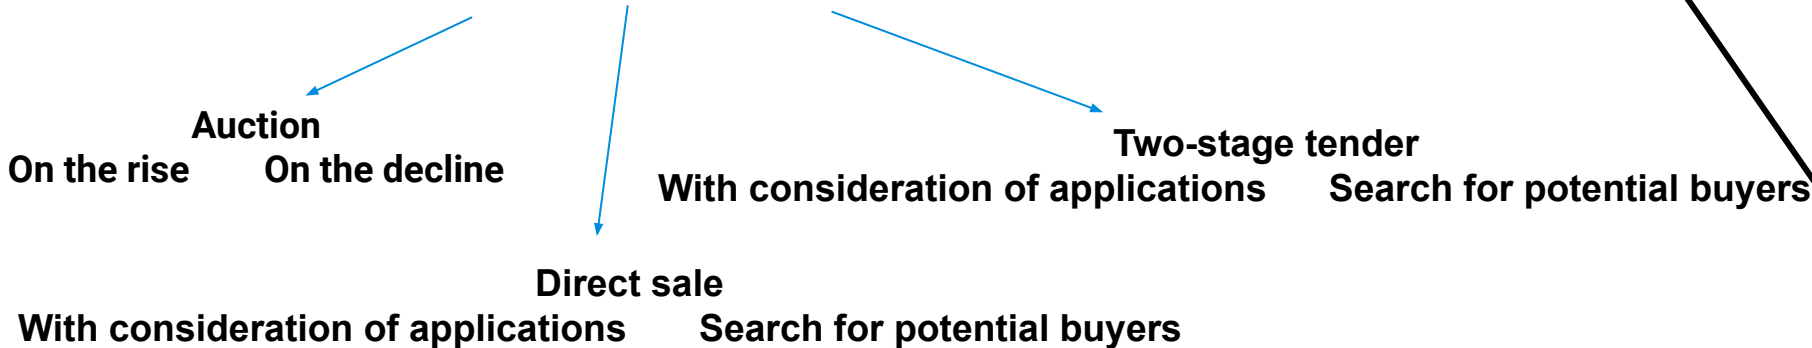 Auction
On the rise On the decline
Two-stage tender
With consideration of applications Search for potential buyers
Direct sale
With consideration of applications Search for potential buyers